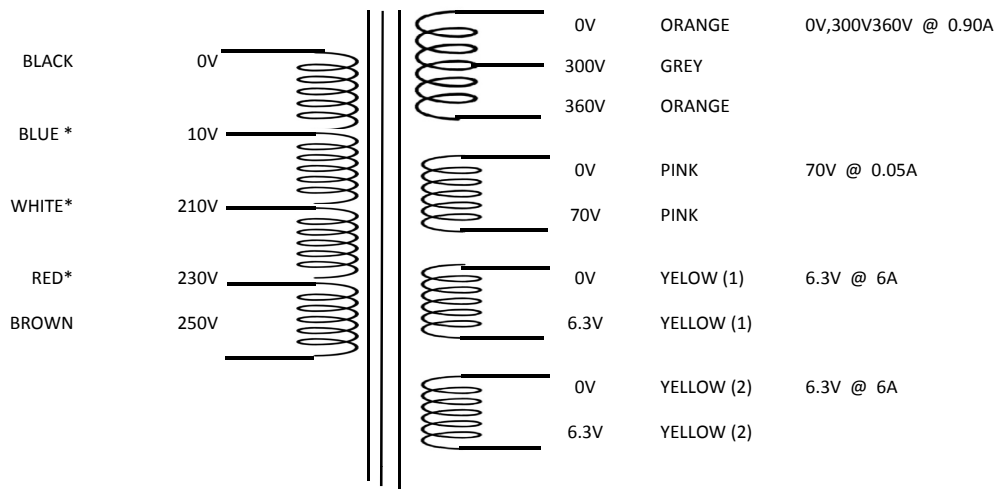 0V ORANGE 0V,300V360V @ 0.90A
BLACK 0V
300V GREY
360V ORANGE
BLUE * 10V
0V PINK 70V @ 0.05A
WHITE* 210V
70V PINK
RED* 230V
0V YELOW (1) 6.3V @ 6A
BROWN 250V
6.3V YELLOW (1)
0V YELLOW (2) 6.3V @ 6A
6.3V YELLOW (2)